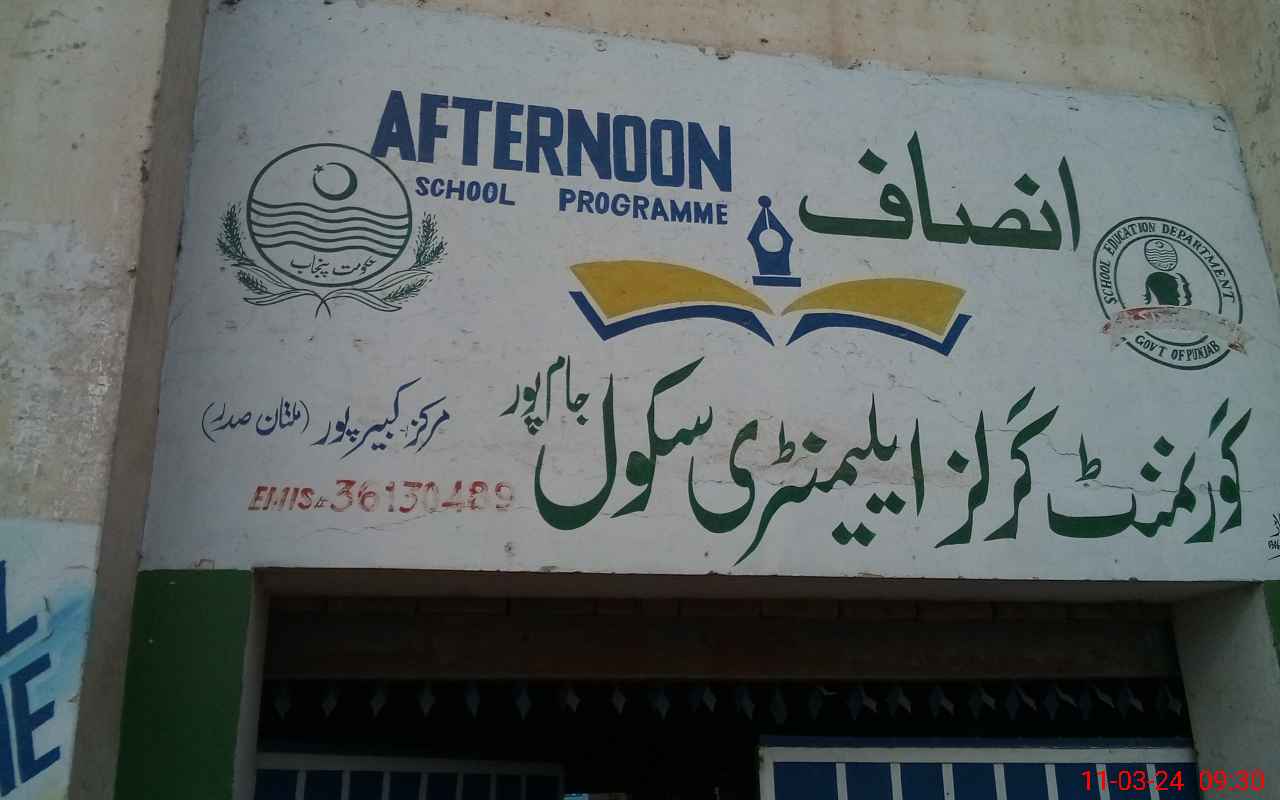 AFTERNOON
SCHOOL PROGRAMME
انصاف
حکومت پنجاب
SCHOOL EDUCATION DEPARTMENT
GOV'T OF PUNJAB
گورنمنٹ گرلز ایلیمنٹری سکول جام پور
مرکز کبیر پور (ملتان صدر)
EMIS# 36130489
11-03-24 09:30